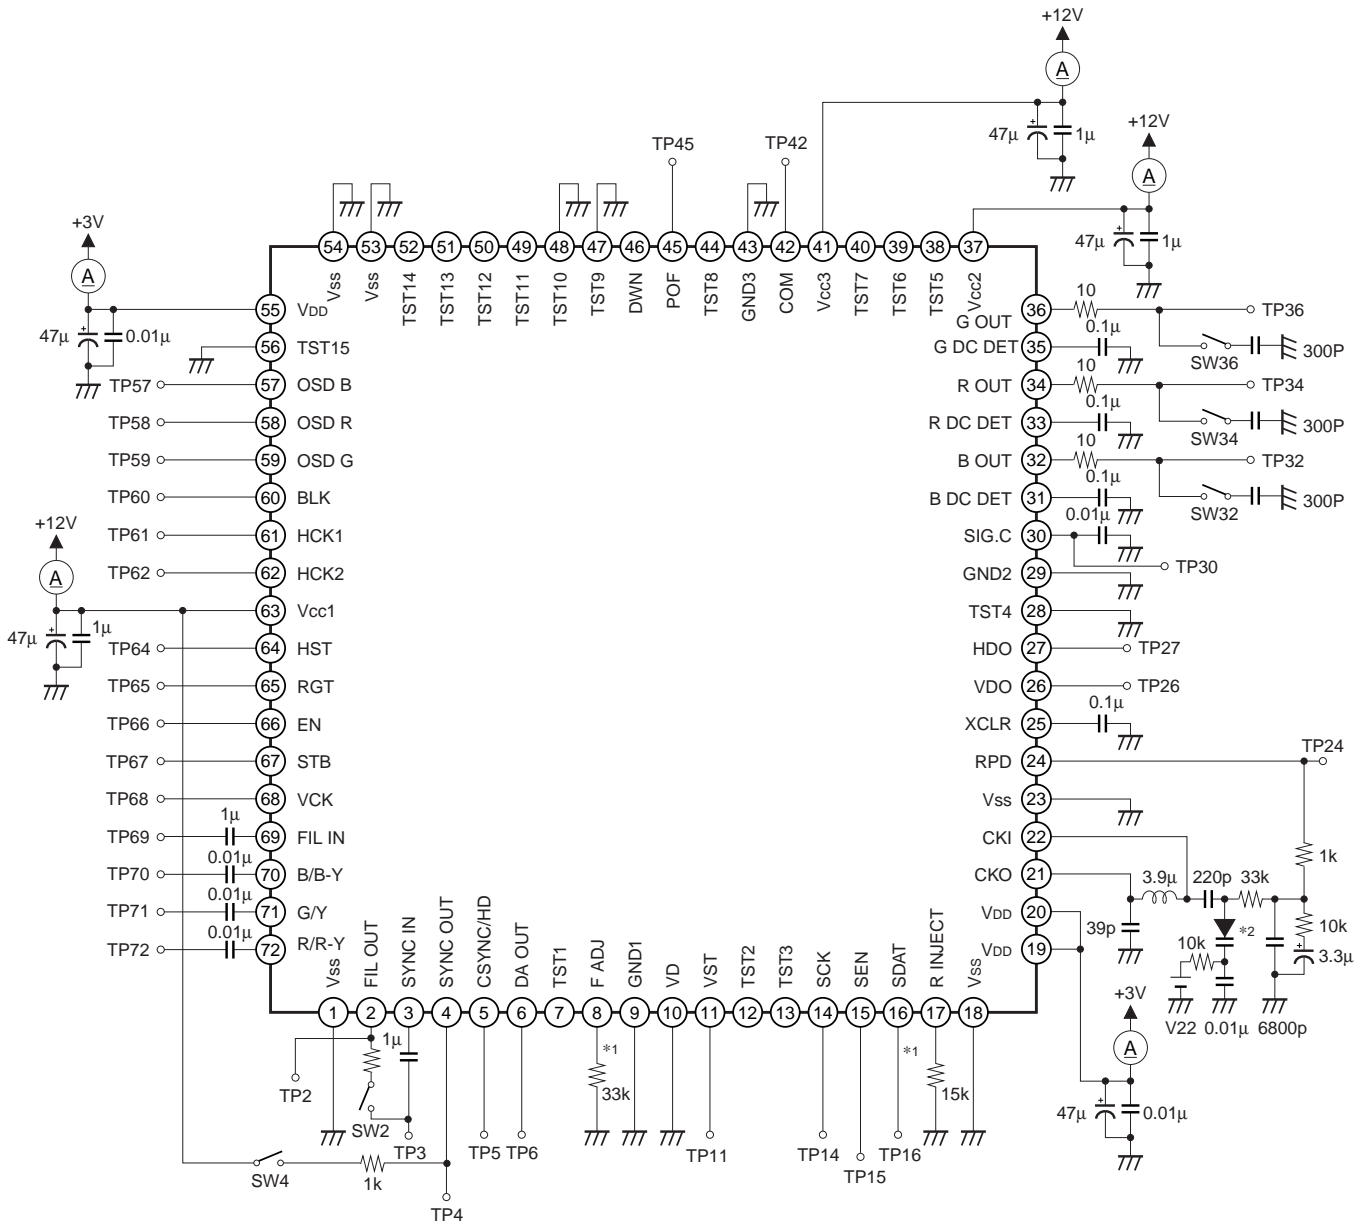 +12V
A
47μ
1μ
+12V
A
47μ
1μ
TP45
TP42
+3V
A
47μ
0.01μ
54 53 52 51 50 49 48 47 46 45 44 43 42 41 40 39 38 37
Vss
Vss
TST14
TST13
TST12
TST11
TST10
TST9
DWN
POF
TST8
GND3
COM
Vcc3
TST7
TST6
TST5
Vcc2
55 VDD
56 TST15
TP57 57 OSD B
TP58 58 OSD R
TP59 59 OSD G
TP60 60 BLK
TP61 61 HCK1
TP62 62 HCK2
+12V
A
47μ
1μ
63 Vcc1
TP64 64 HST
TP65 65 RGT
TP66 66 EN
TP67 67 STB
TP68 68 VCK
1μ
TP69 69 FIL IN
0.01μ
TP70 70 B/B-Y
0.01μ
TP71 71 G/Y
0.01μ
TP72 72 R/R-Y
G OUT 36 10 TP36
SW36 300P
G DC DET 35 0.1μ
R OUT 34 10 TP34
SW34 300P
R DC DET 33 0.1μ
B OUT 32 10 TP32
SW32 300P
B DC DET 31 0.1μ
SIG.C 30 0.01μ
TP30
GND2 29
TST4 28
HDO 27 TP27
VDO 26 TP26
XCLR 25 0.1μ
RPD 24 TP24
Vss 23
CKI 22
CKO 21
VDD 20
VDD 19
1k
3.9μ 220p 33k
39p
*2
10k
10k
3.3μ
V22 0.01μ 6800p
+3V
A
47μ
0.01μ
Vss
FIL OUT
SYNC IN
SYNC OUT
CSYNC/HD
DA OUT
TST1
F ADJ
GND1
VD
VST
TST2
TST3
SCK
SEN
SDAT
R INJECT
Vss
1 2 3 4 5 6 7 8 9 10 11 12 13 14 15 16 17 18
1μ
*1
*1
33k
15k
TP2
SW2
TP3
TP5
TP6
TP11
TP14
TP15
TP16
SW4
1k
TP4